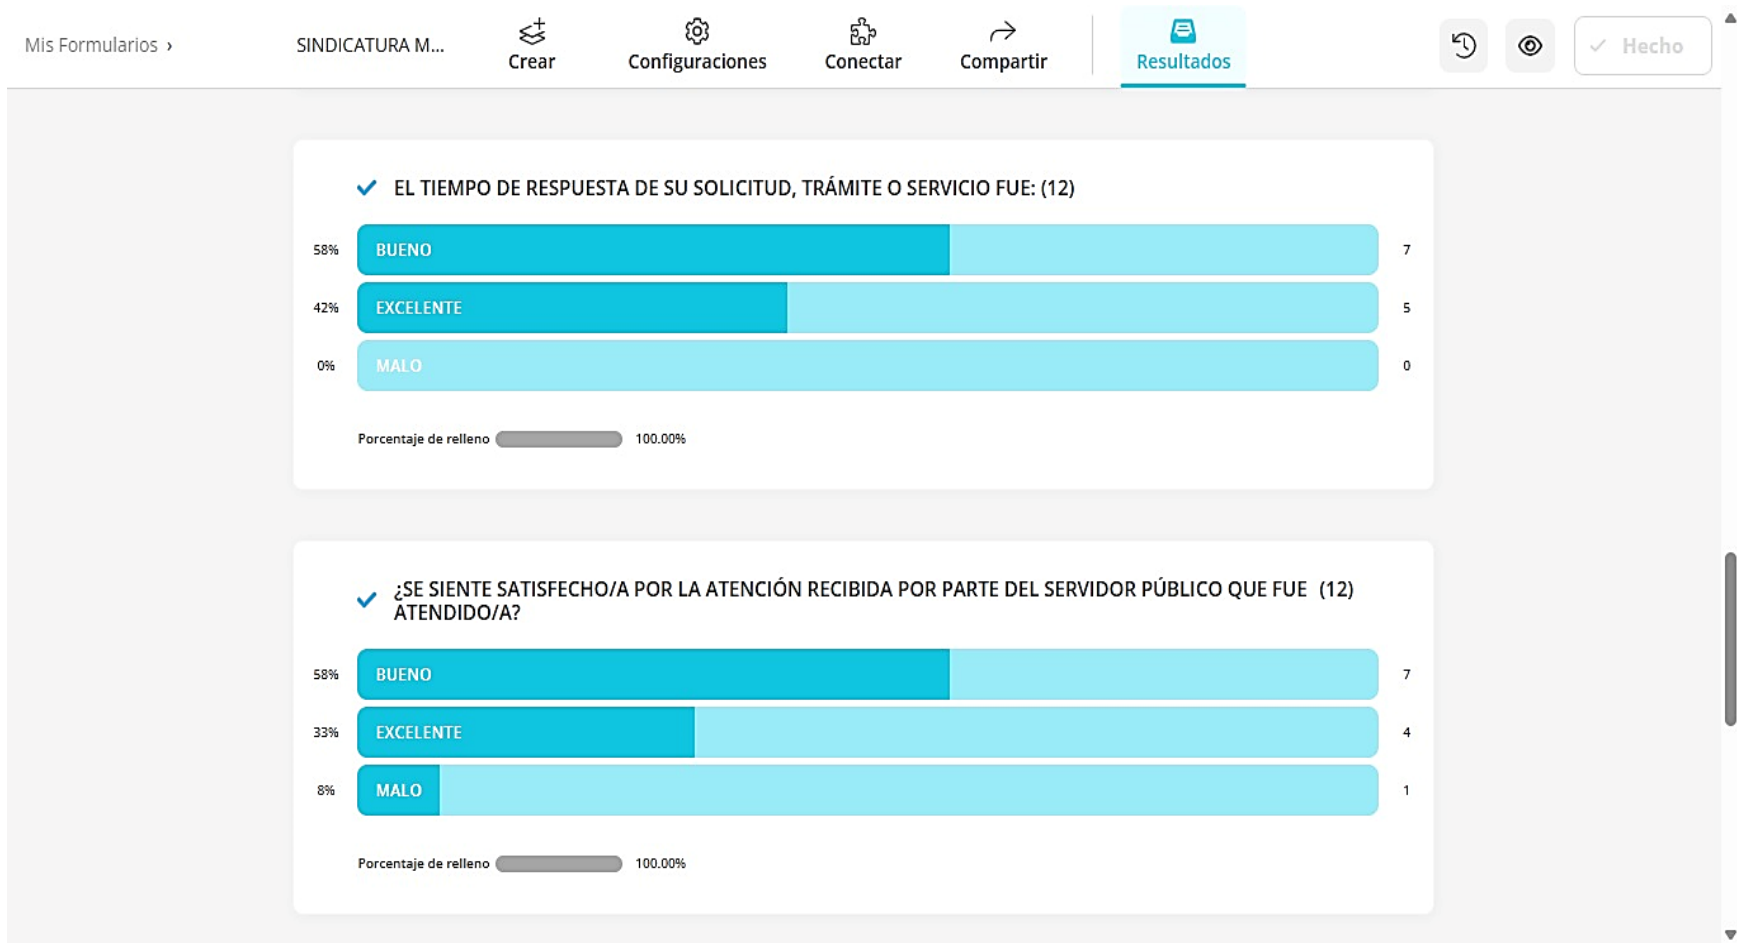 Mis Formularios ›
SINDICATURA M...
Crear
Configuraciones
Conectar
Compartir
Resultados
Hecho
EL TIEMPO DE RESPUESTA DE SU SOLICITUD, TRÁMITE O SERVICIO FUE: (12)
58% BUENO 7
42% EXCELENTE 5
0% MALO 0
Porcentaje de relleno 100.00%
¿SE SIENTE SATISFECHO/A POR LA ATENCIÓN RECIBIDA POR PARTE DEL SERVIDOR PÚBLICO QUE FUE (12)
ATENDIDO/A?
58% BUENO 7
33% EXCELENTE 4
8% MALO 1
Porcentaje de relleno 100.00%